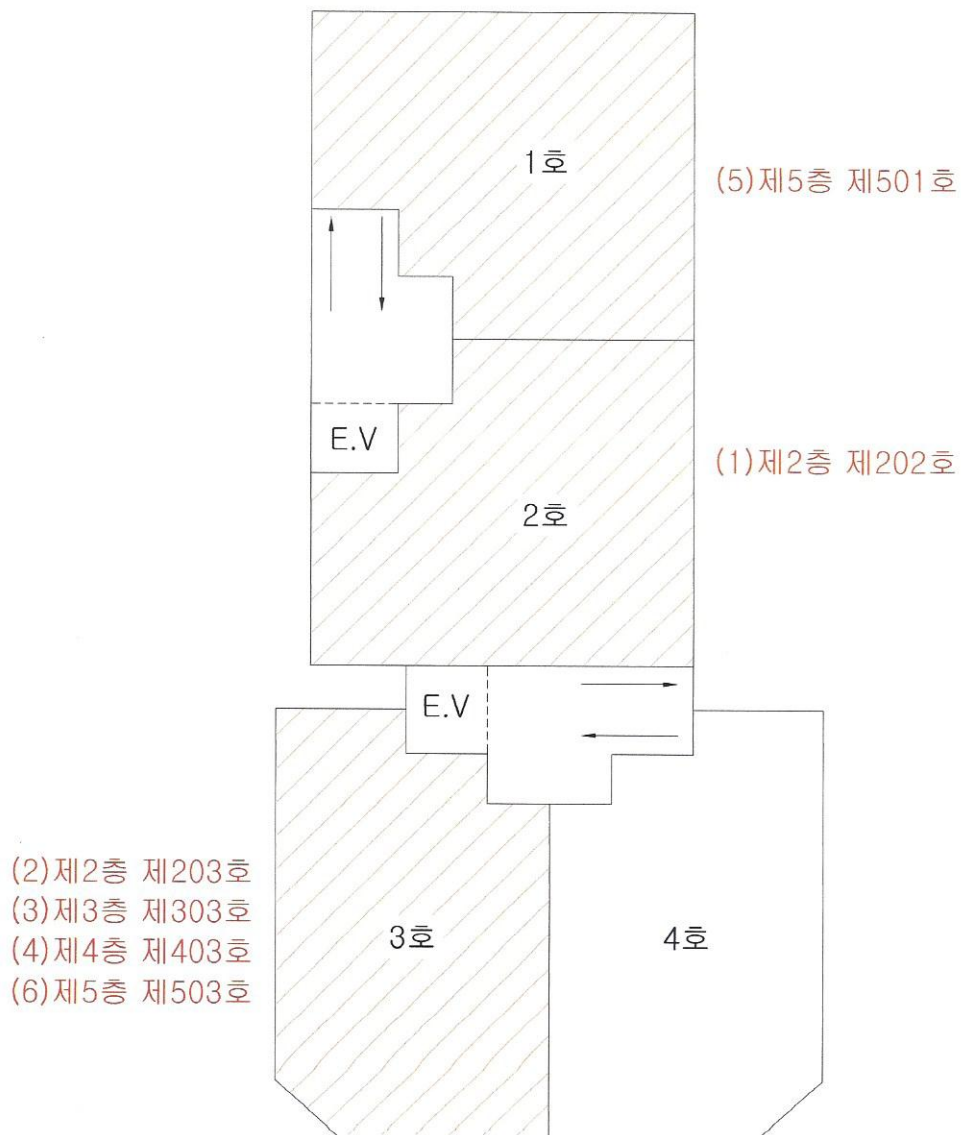 1호
(5)제5층 제501호
E.V
(1)제2층 제202호
2호
E.V
(2)제2층 제203호
(3)제3층 제303호
(4)제4층 제403호
(6)제5층 제503호
3호
4호